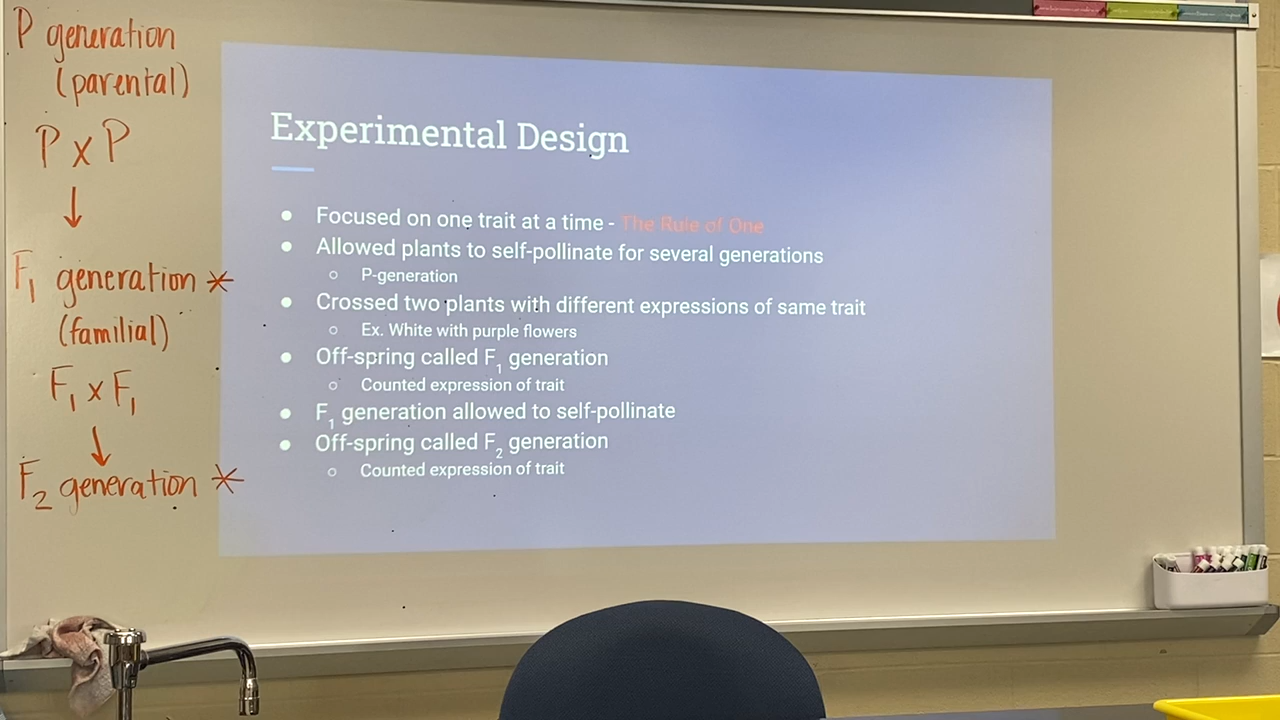 P generation
(parental)
P x P
↓
F₁ generation *
(familial)
F₁ x F₁
↓
F₂ generation *
Experimental Design
● Focused on one trait at a time - The Rule of One
● Allowed plants to self-pollinate for several generations
○ P-generation
● Crossed two plants with different expressions of same trait
○ Ex. White with purple flowers
● Off-spring called F₁ generation
○ Counted expression of trait
● F₁ generation allowed to self-pollinate
● Off-spring called F₂ generation
○ Counted expression of trait